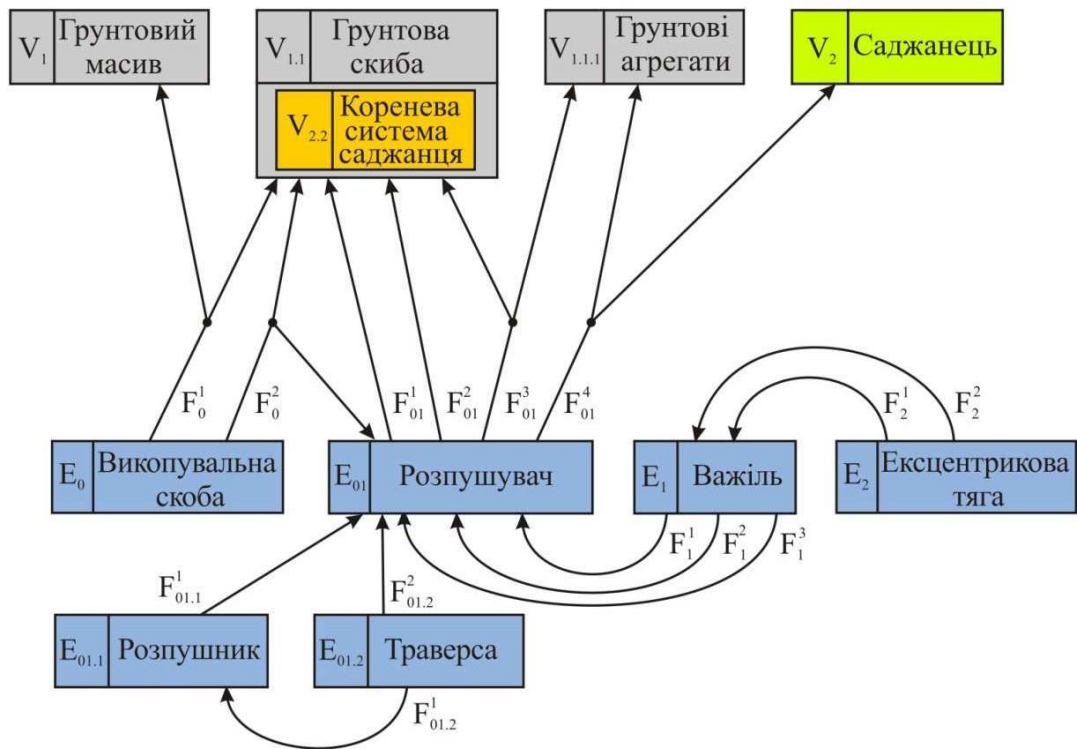 V₁ Грунтовий
масив
V₁.₁ Грунтова
скиба
V₂.₂ Коренева
система
саджанця
V₁.₁.₁ Грунтові
агрегати
V₂ Саджанець
F₀¹
F₀²
F₀₁¹
F₀₁²
F₀₁³
F₀₁⁴
F₂¹
F₂²
E₀ Викопувальна
скоба
E₀₁ Розпушувач
E₁ Важіль
E₂ Ексцентрикова
тяга
F₁¹
F₁²
F₁³
F₀₁.₁¹
F₀₁.₂²
E₀₁.₁ Розпушник
E₀₁.₂ Траверса
F₀₁.₂¹